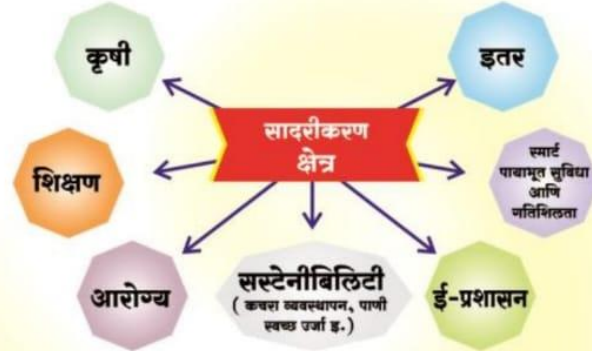 कृषी
इतर
सादरीकरण
क्षेत्र
शिक्षण
स्मार्ट
पायाभूत सुविधा
आणि
गतिशिलता
आरोग्य
सस्टेनीबिलिटी
( कचरा व्यवस्थापन, पाणी
स्वच्छ उर्जा इ.)
ई-प्रशासन